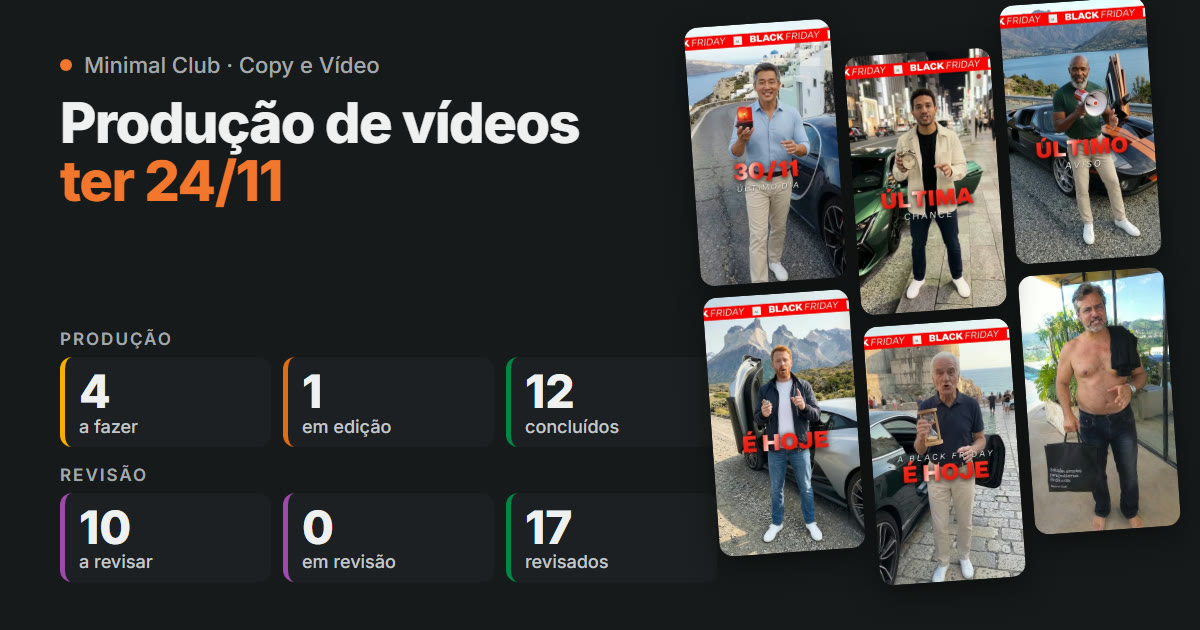 Minimal Club · Copy e Vídeo
Produção de vídeos
ter 24/11
PRODUÇÃO
4
a fazer
1
em edição
12
concluídos
REVISÃO
10
a revisar
0
em revisão
17
revisados
FRIDAY BLACK FRIDAY
30/11
ÚLTIMO DIA
FRIDAY BLACK FRIDAY
ÚLTIMA
CHANCE
FRIDAY BLACK FRIDAY
ÚLTIMO
AVISO
FRIDAY BLACK FRIDAY
É HOJE
FRIDAY BLACK FRIDAY
A BLACK FRIDAY
É HOJE